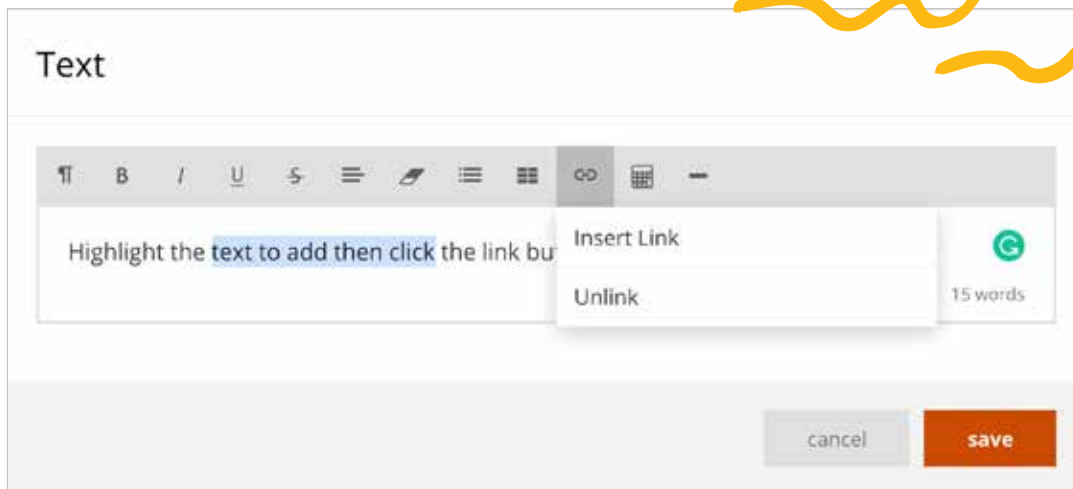 Text
B I U S
Highlight the text to add then click the link bu
Insert Link
Unlink
15 words
cancel
save